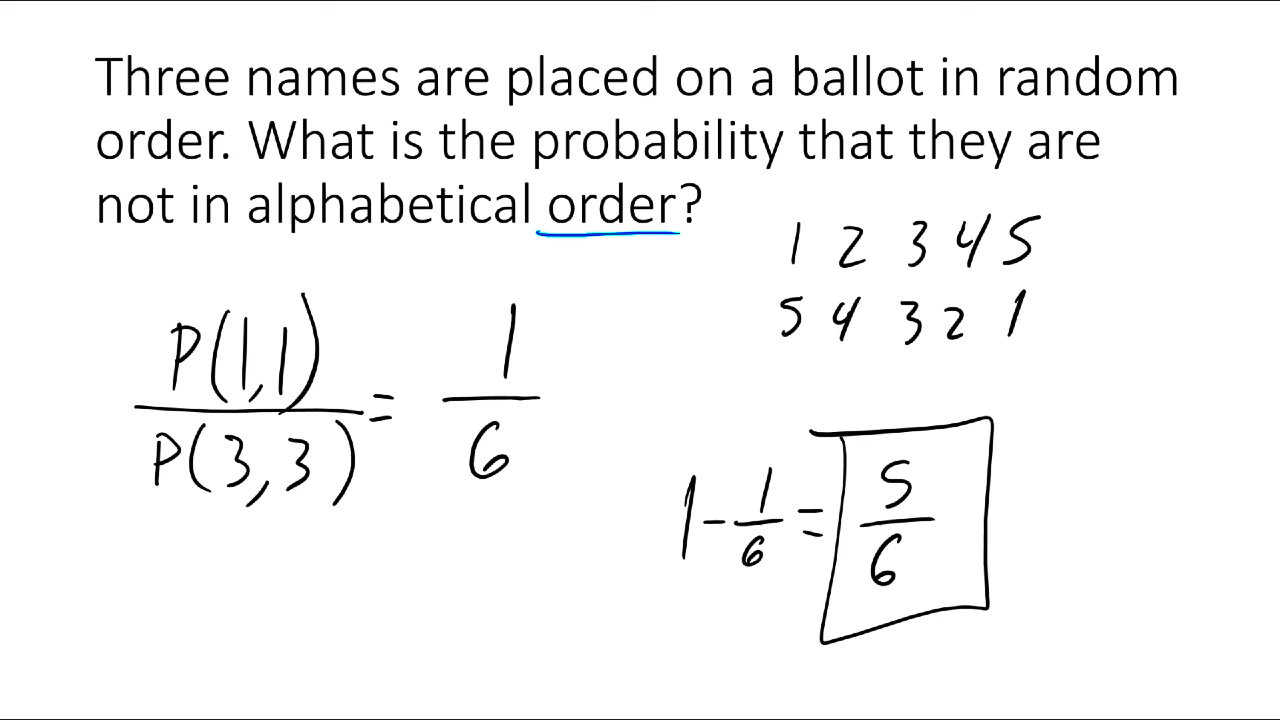 Three names are placed on a ballot in random
order. What is the probability that they are
not in alphabetical order?
1 2 3 4 5
5 4 3 2 1
P(1,1)/P(3,3) = 1/6
1 - 1/6 = 5/6